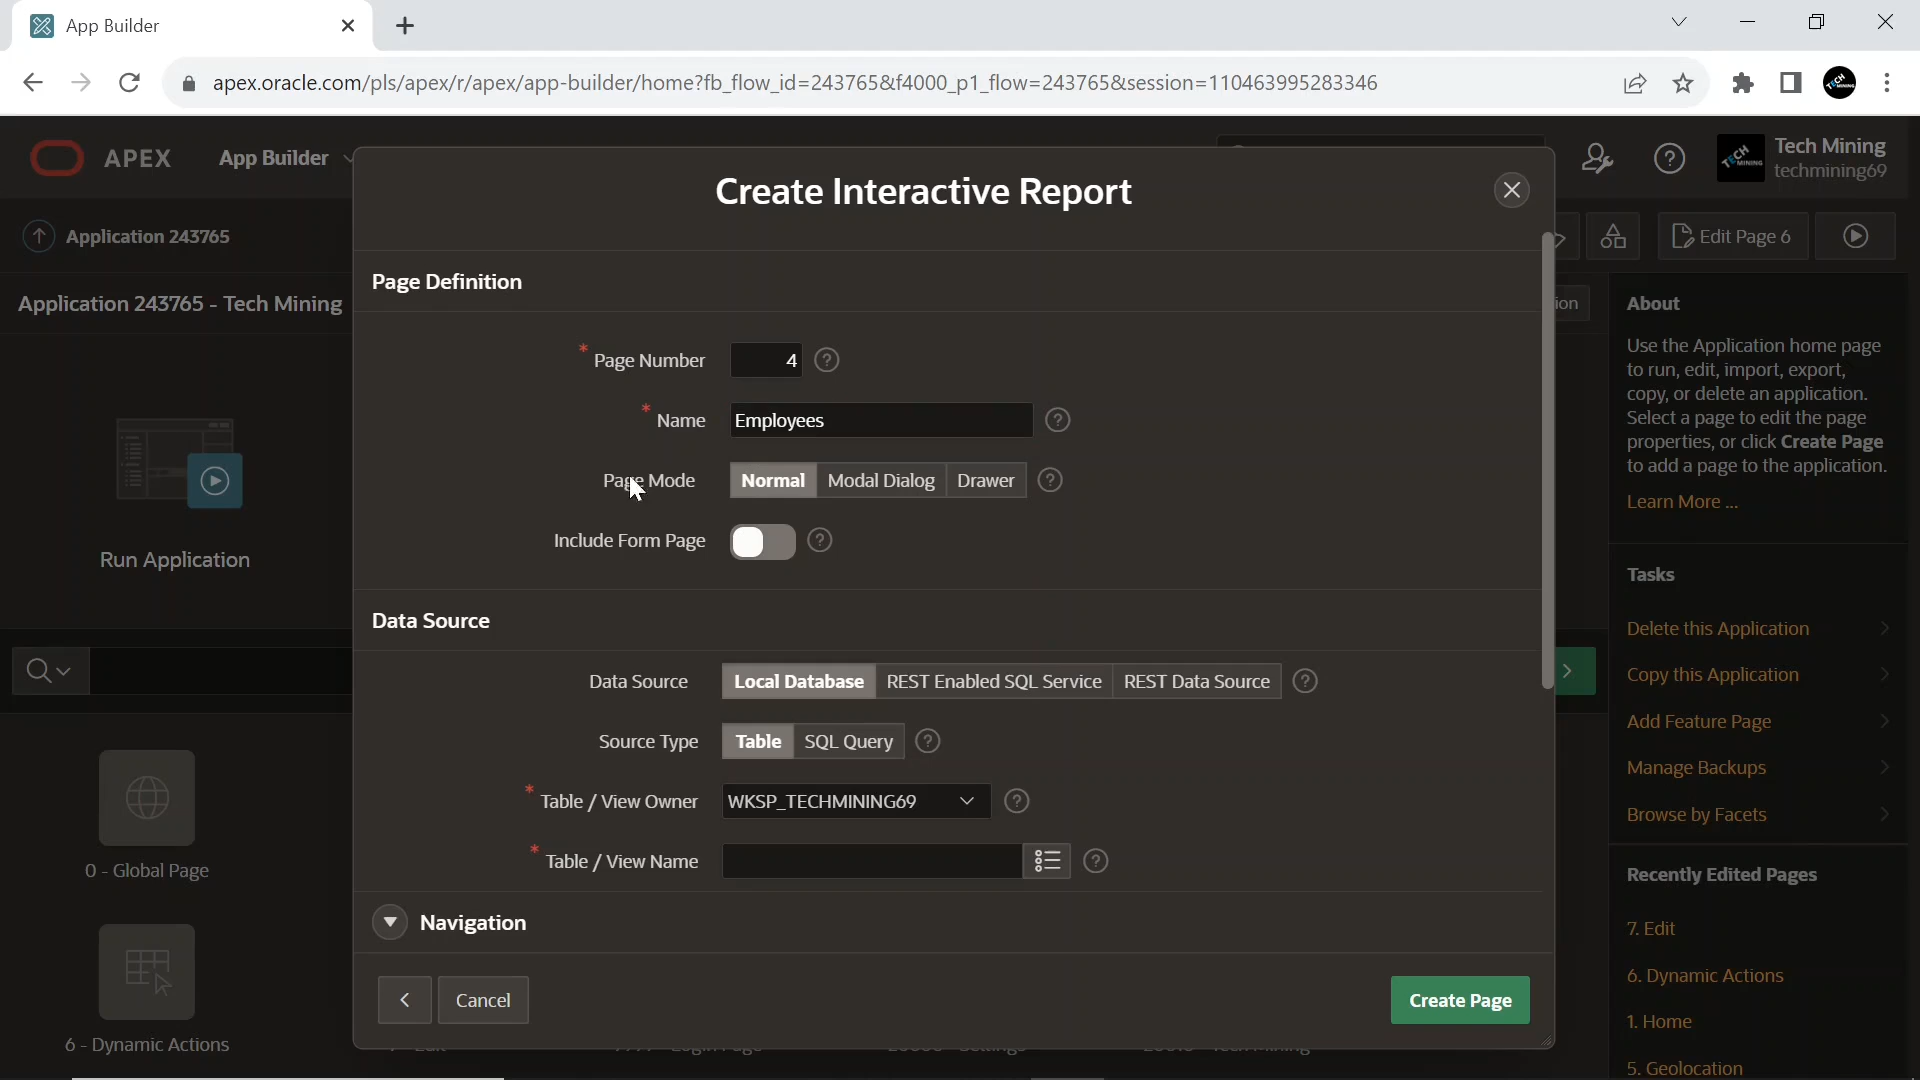 App Builder
apex.oracle.com/pls/apex/r/apex/app-builder/home?fb_flow_id=243765&f4000_p1_flow=243765&session=110463995283346
APEX
App Builder
TECH MINING
Tech Mining
techmining69
Application 243765
Edit Page 6
Application 243765 - Tech Mining
Run Application
Create Interactive Report
Page Definition
* Page Number 4
* Name Employees
Page Mode Normal Modal Dialog Drawer
Include Form Page
Data Source
Data Source Local Database REST Enabled SQL Service REST Data Source
Source Type Table SQL Query
* Table / View Owner WKSP_TECHMINING69
* Table / View Name
Navigation
Cancel
Create Page
0 - Global Page
6 - Dynamic Actions
ion
About
Use the Application home page
to run, edit, import, export,
copy, or delete an application.
Select a page to edit the page
properties, or click Create Page
to add a page to the application.
Learn More ...
Tasks
Delete this Application
Copy this Application
Add Feature Page
Manage Backups
Browse by Facets
Recently Edited Pages
7. Edit
6. Dynamic Actions
1. Home
5. Geolocation